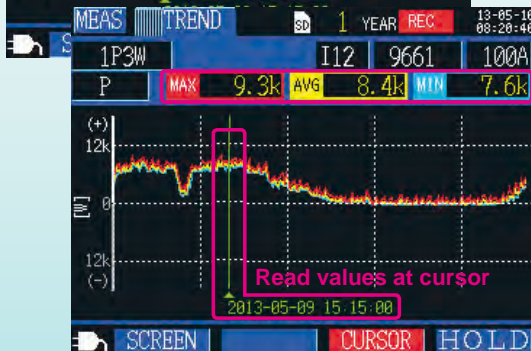 MEAS TREND SD 1 YEAR REC 13-05-16
08:20:46
1P3W I12 9661 100A
P MAX 9.3k AVG 8.4k MIN 7.6k
(+)
12k
[W] 0
12k
(-)
Read values at cursor
2013-05-09 15:15:00
SCREEN CURSOR HOLD